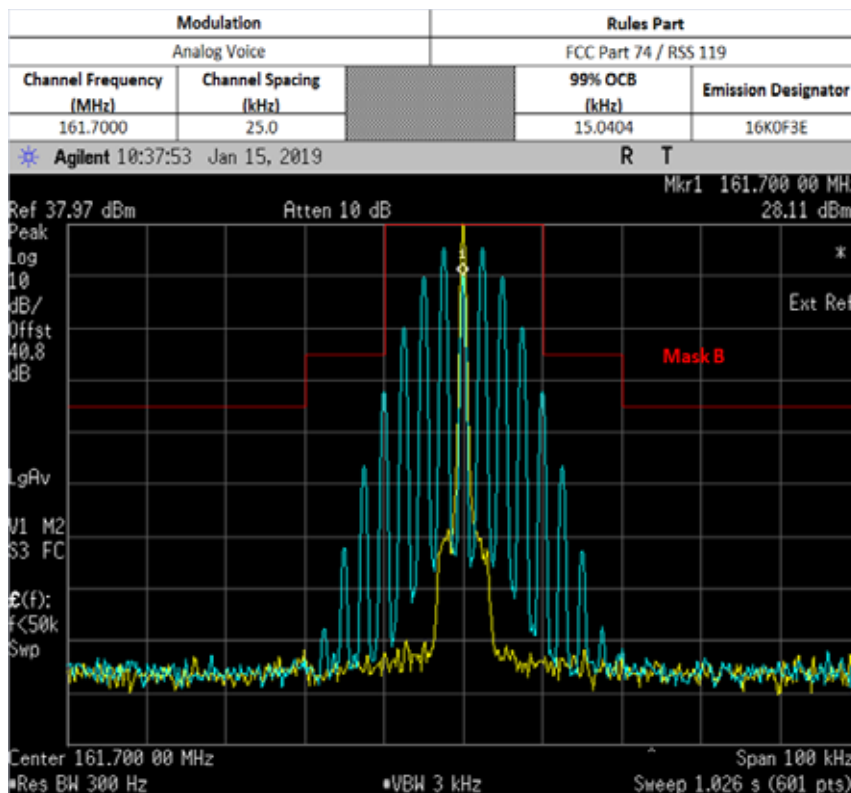 Modulation Rules Part
Analog Voice FCC Part 74 / RSS 119
Channel Frequency (MHz) Channel Spacing (kHz) 99% OCB (kHz) Emission Designator
161.7000 25.0 15.0404 16K0F3E
Agilent 10:37:53 Jan 15, 2019 R T
Mkr1 161.700 00 MHz
Ref 37.97 dBm Atten 10 dB 28.11 dBm
Peak
Log
1
*
10
dB/
Ext Ref
Offst
40.8
dB
Mask B
LgAv
V1 M2
S3 FC
£(f):
f<50k
Swp
Center 161.700 00 MHz Span 100 kHz
#Res BW 300 Hz #VBW 3 kHz Sweep 1.026 s (601 pts)